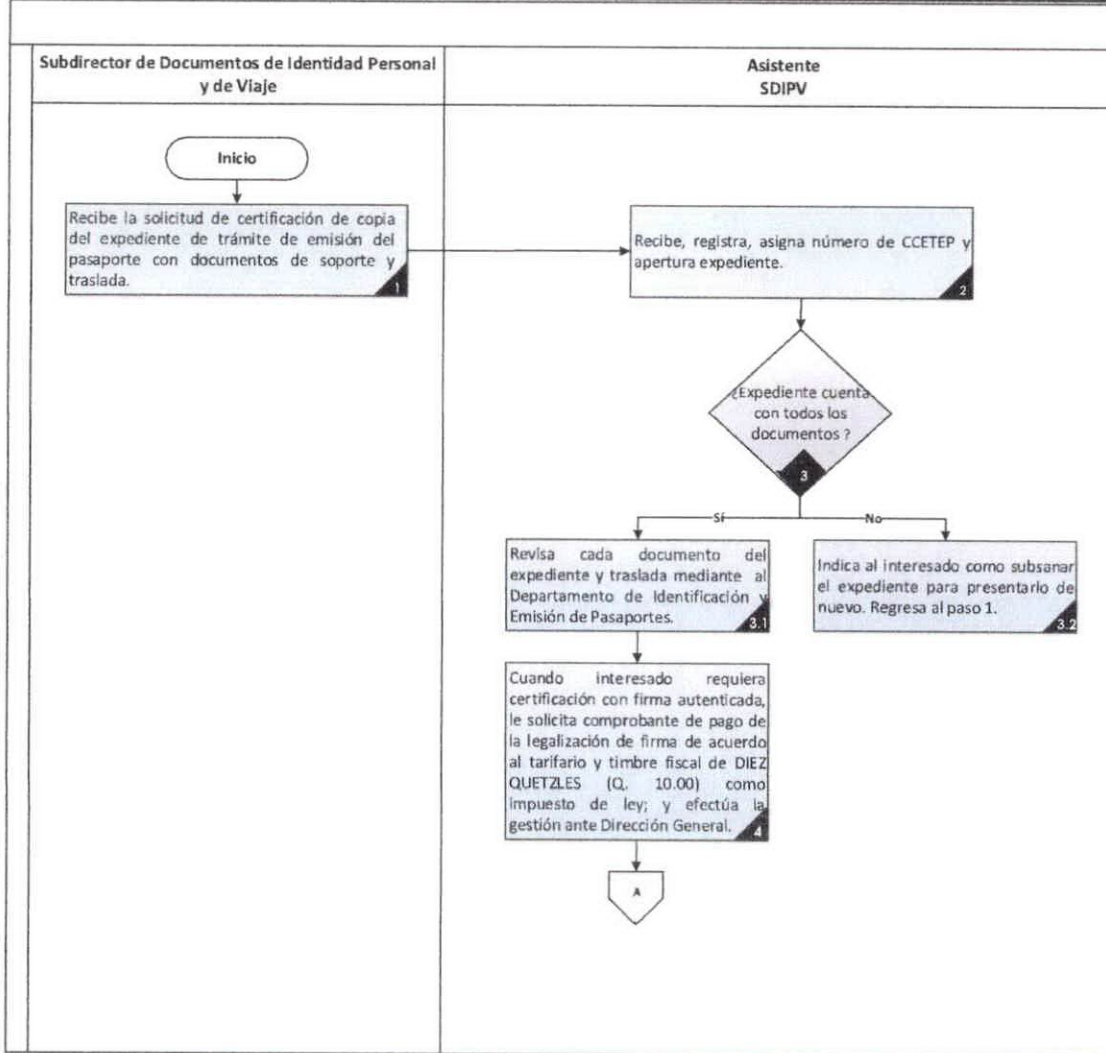 Subdirector de Documentos de Identidad Personal
y de Viaje
Asistente
SDIPV
Inicio
Recibe la solicitud de certificación de copia
del expediente de trámite de emisión del
pasaporte con documentos de soporte y
traslada.
1
Recibe, registra, asigna número de CCETEP y
apertura expediente.
2
¿Expediente cuenta
con todos los
documentos ?
3
Sí
No
Revisa cada documento del
expediente y traslada mediante al
Departamento de Identificación y
Emisión de Pasaportes.
3.1
Indica al interesado como subsanar
el expediente para presentarlo de
nuevo. Regresa al paso 1.
3.2
Cuando interesado requiera
certificación con firma autenticada,
le solicita comprobante de pago de
la legalización de firma de acuerdo
al tarifario y timbre fiscal de DIEZ
QUETZLES (Q. 10.00) como
impuesto de ley; y efectúa la
gestión ante Dirección General.
4
A